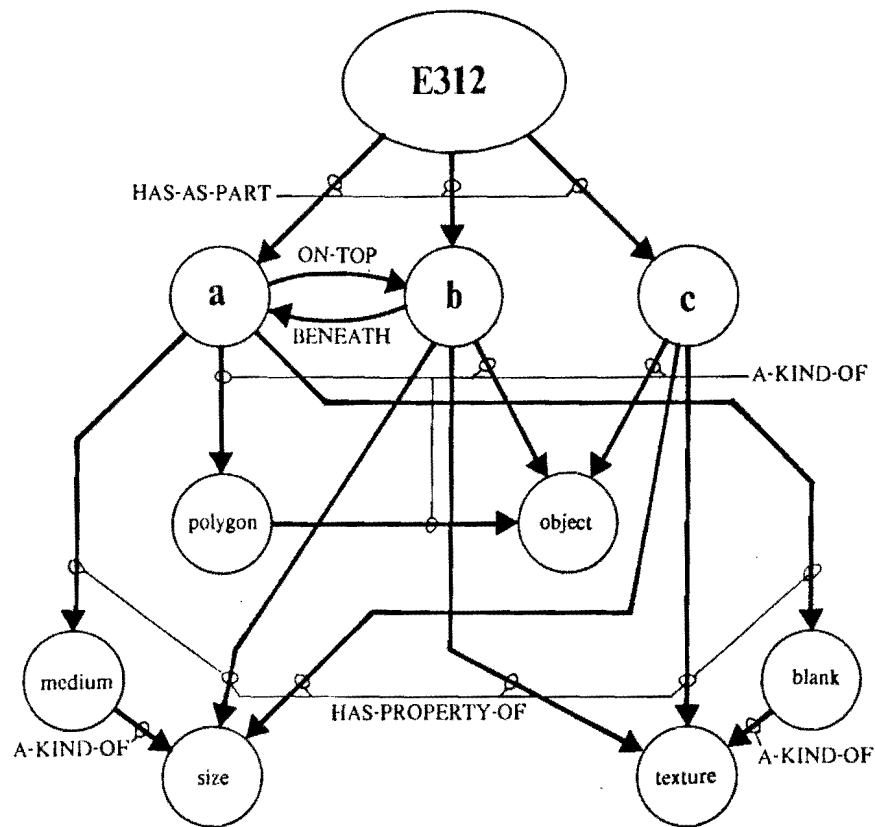 E312
HAS-AS-PART
ON-TOP
a
b
c
BENEATH
A-KIND-OF
polygon
object
medium
blank
HAS-PROPERTY-OF
A-KIND-OF
A-KIND-OF
size
texture